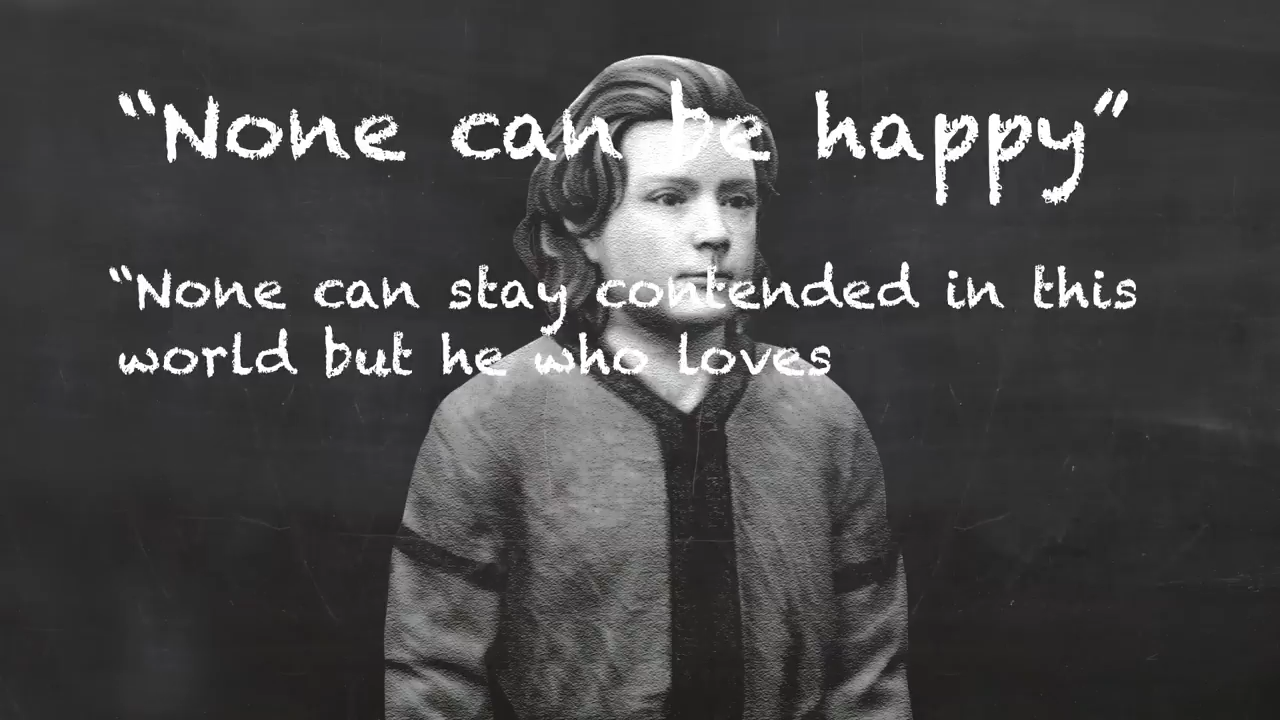 “None can be happy”
“None can stay contended in this
world but he who loves